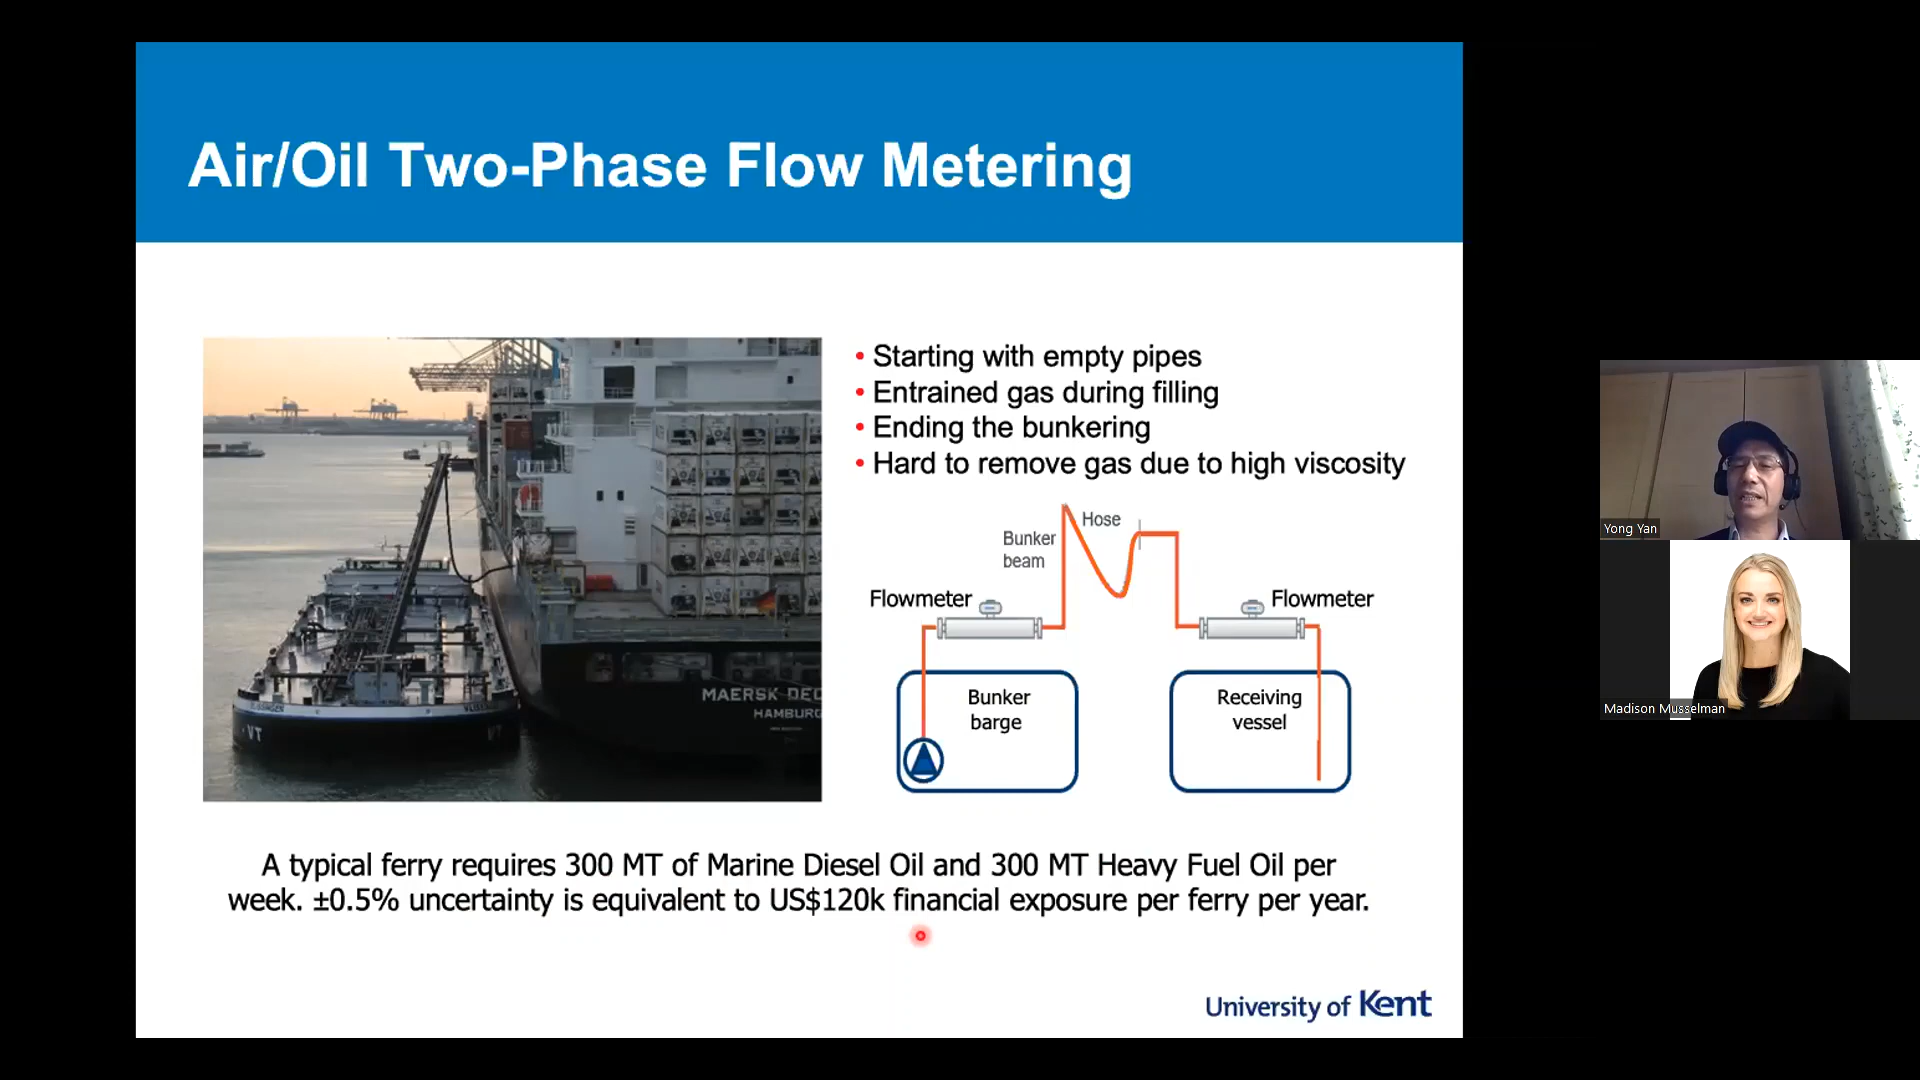 Air/Oil Two-Phase Flow Metering
• Starting with empty pipes
• Entrained gas during filling
• Ending the bunkering
• Hard to remove gas due to high viscosity
Hose
Bunker
beam
Flowmeter
Flowmeter
Bunker
barge
Receiving
vessel
MAERSK DEC
HAMBURG
VT
VT
A typical ferry requires 300 MT of Marine Diesel Oil and 300 MT Heavy Fuel Oil per
week. ±0.5% uncertainty is equivalent to US$120k financial exposure per ferry per year.
University of Kent
Yong Yan
Madison Musselman